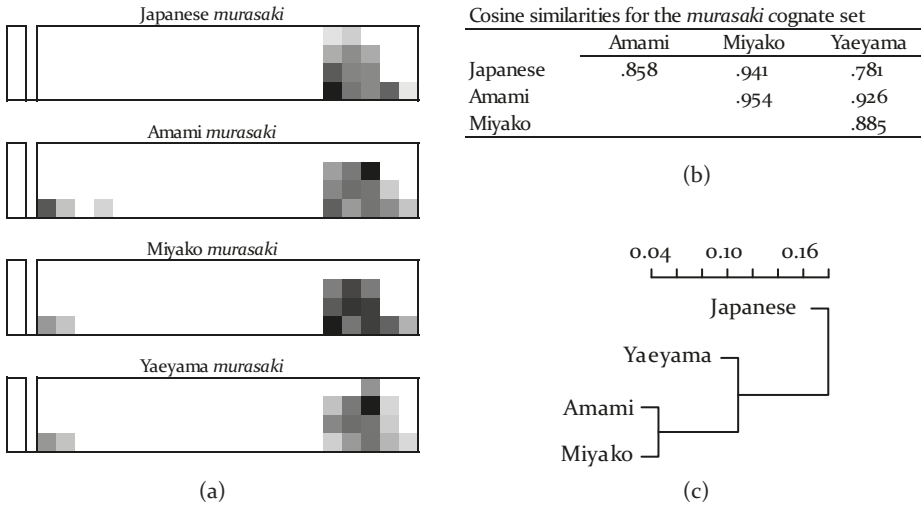 Japanese murasaki
Amami murasaki
Miyako murasaki
Yaeyama murasaki
(a)
Cosine similarities for the murasaki cognate set
Amami Miyako Yaeyama
Japanese .858 .941 .781
Amami .954 .926
Miyako .885
(b)
0.04 0.10 0.16
Japanese
Yaeyama
Amami
Miyako
(c)